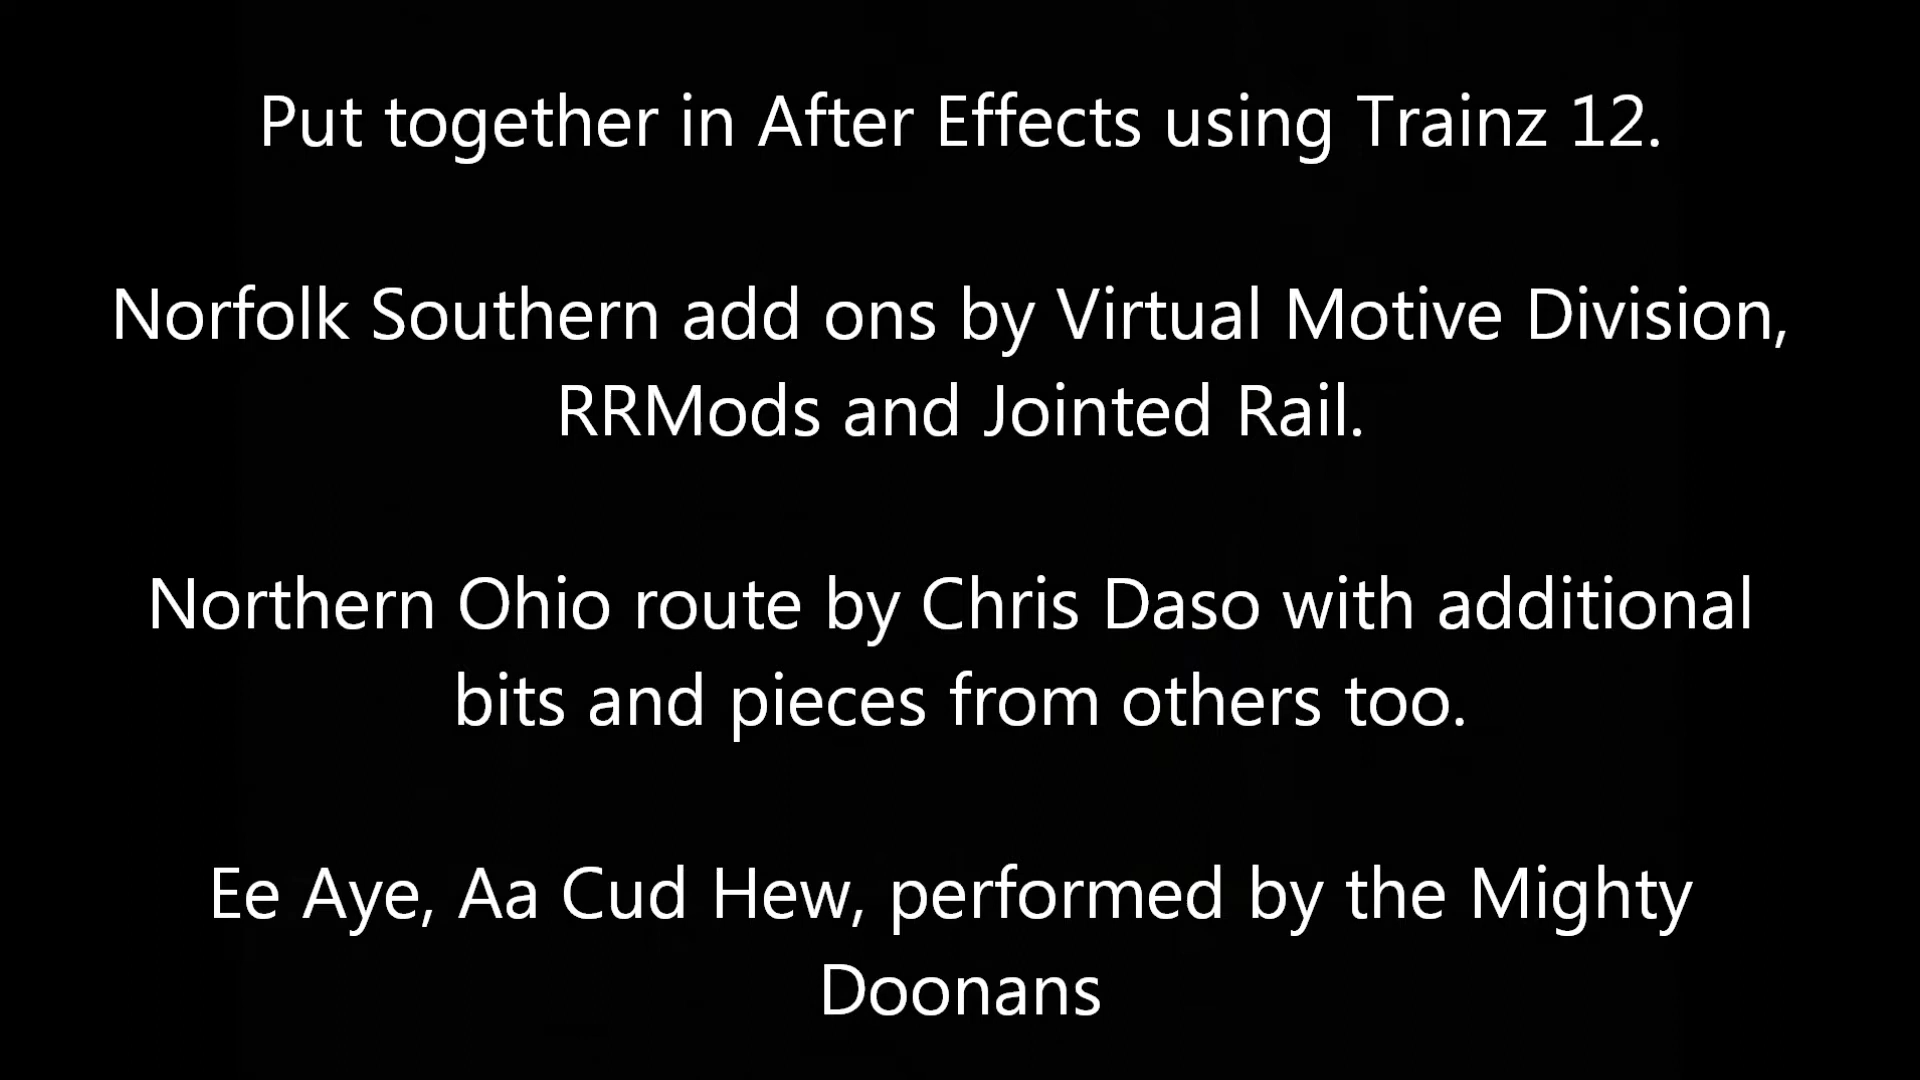 Put together in After Effects using Trainz 12.
Norfolk Southern add ons by Virtual Motive Division,
RRMods and Jointed Rail.
Northern Ohio route by Chris Daso with additional
bits and pieces from others too.
Ee Aye, Aa Cud Hew, performed by the Mighty
Doonans